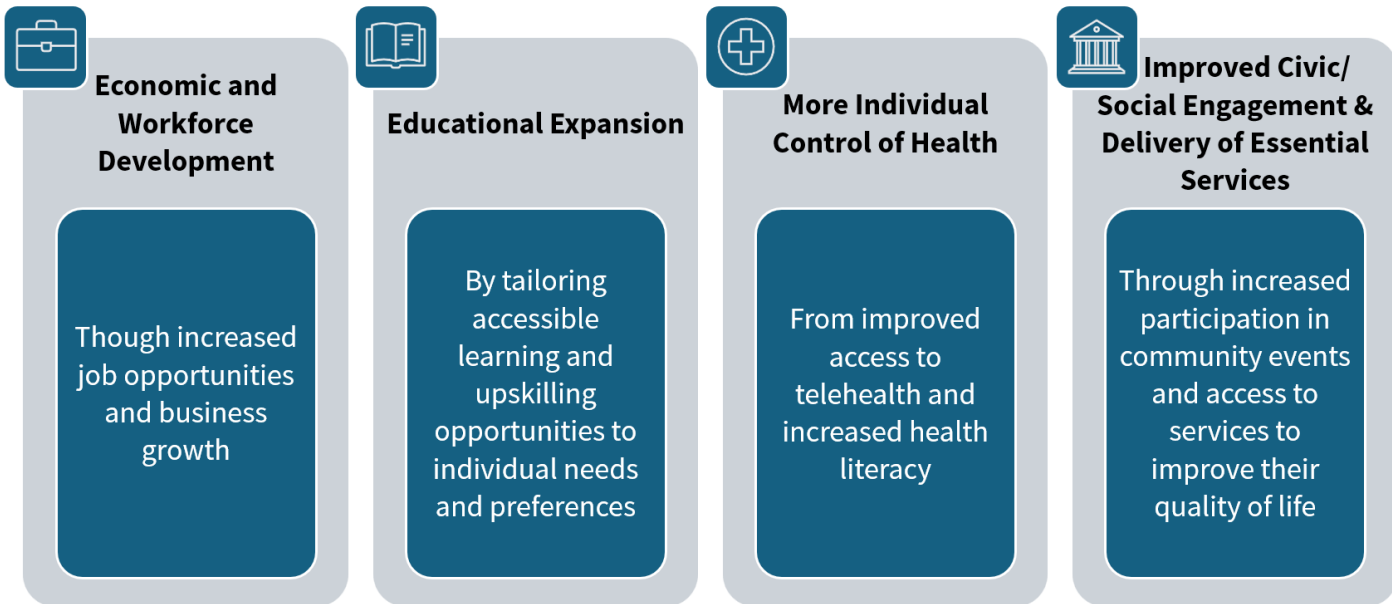 Economic and
Workforce
Development
Though increased
job opportunities
and business
growth
Educational Expansion
By tailoring
accessible
learning and
upskilling
opportunities to
individual needs
and preferences
More Individual
Control of Health
From improved
access to
telehealth and
increased health
literacy
Improved Civic/
Social Engagement &
Delivery of Essential
Services
Through increased
participation in
community events
and access to
services to
improve their
quality of life